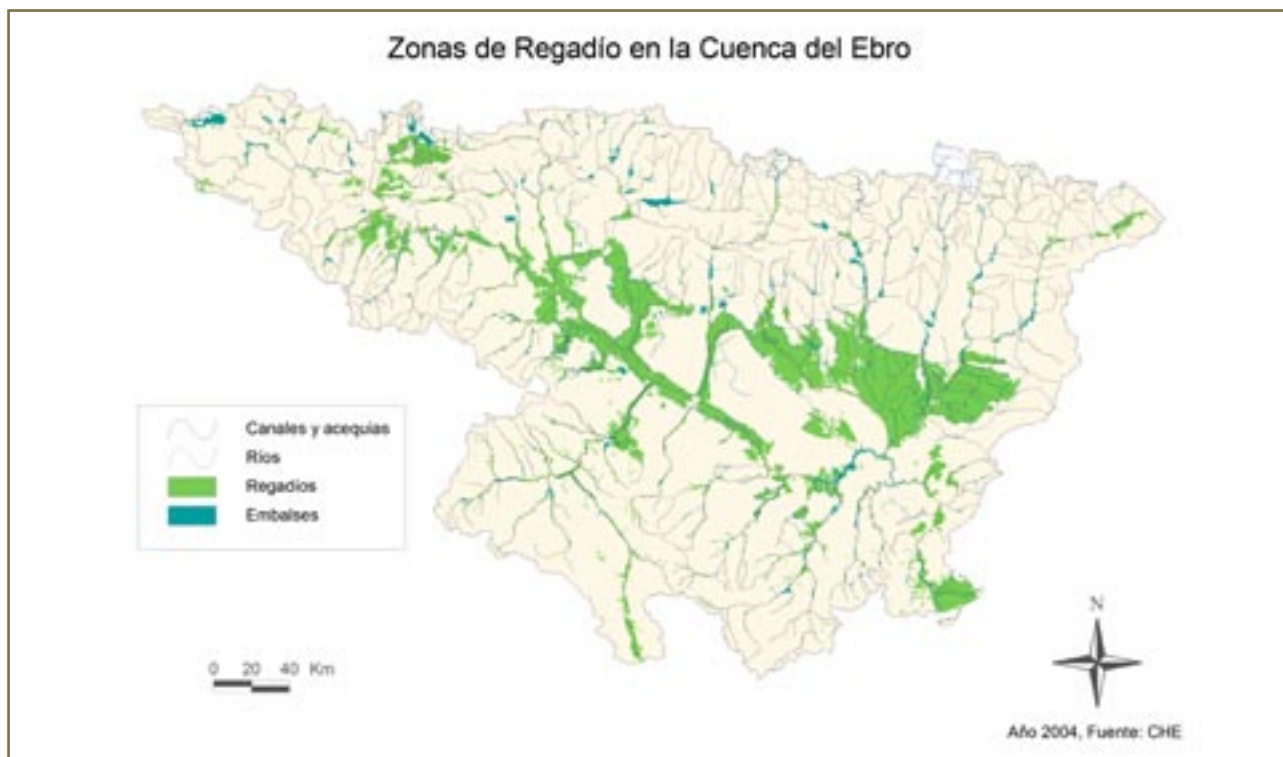 Zonas de Regadío en la Cuenca del Ebro
Canales y acequias
Ríos
Regadíos
Embalses
0 20 40 Km
N
Año 2004, Fuente: CHE